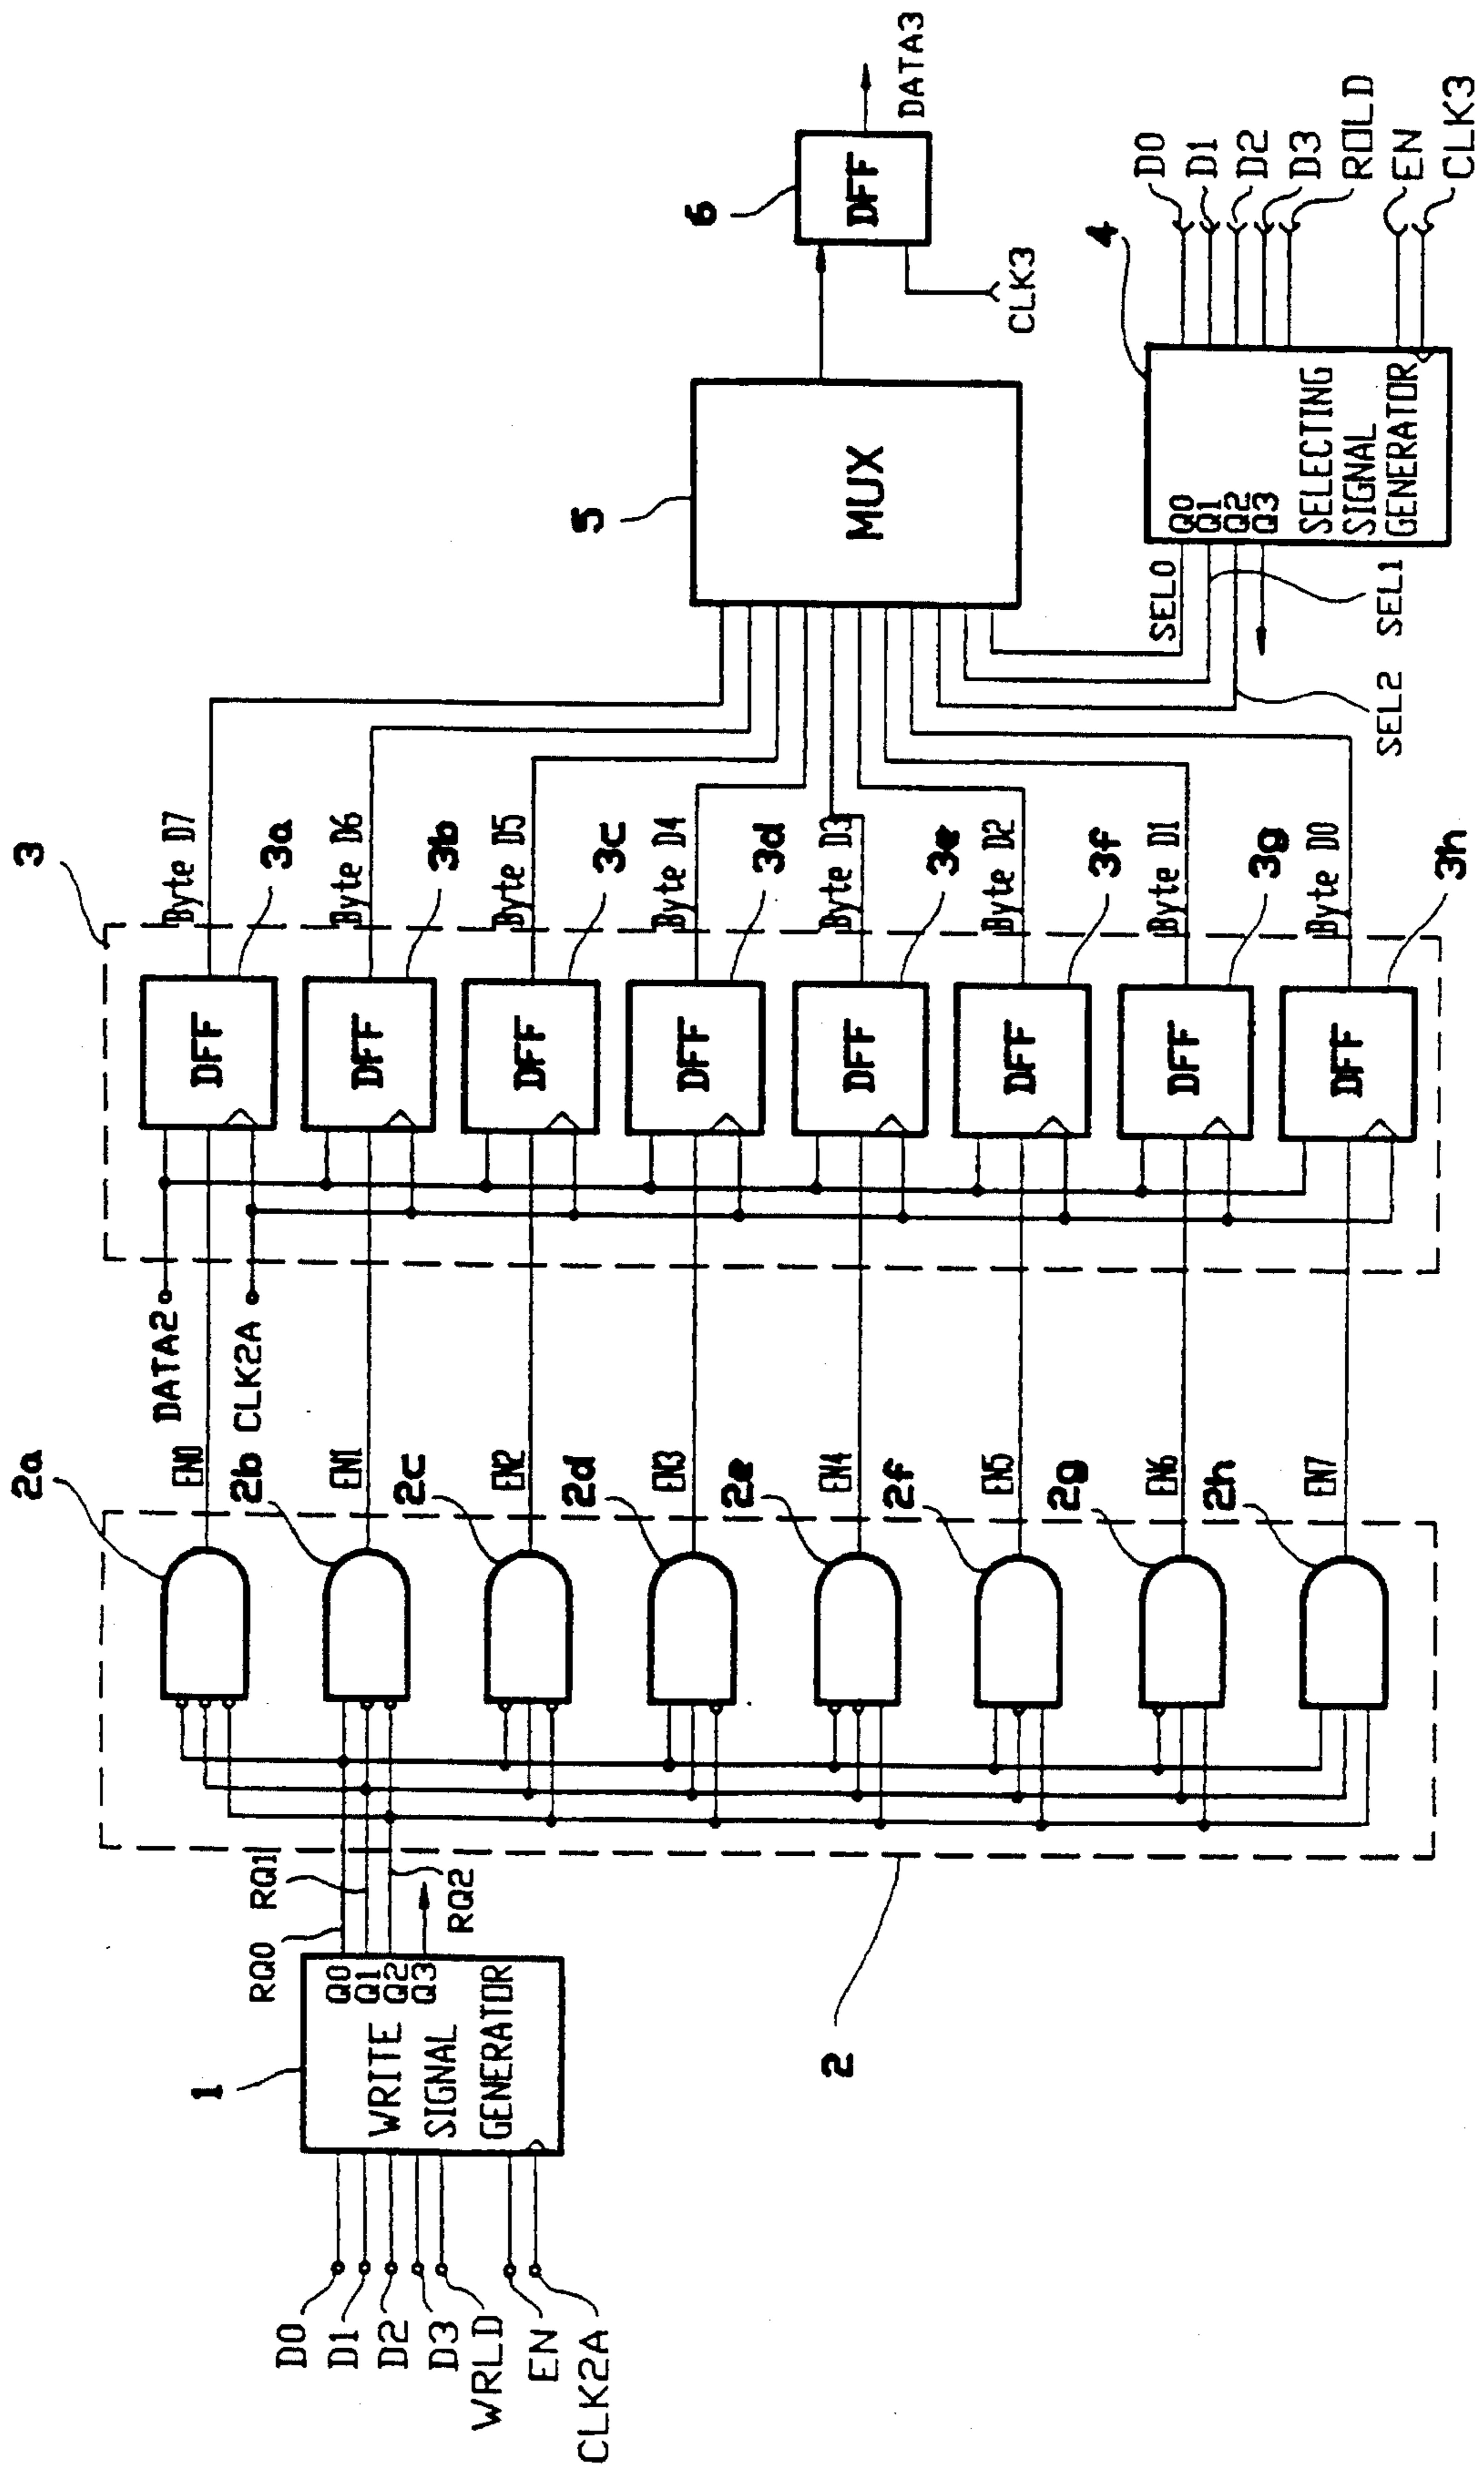 1
D0
D1
D2
D3
WRLD
EN
CLK2A
Q0
Q1
Q2
Q3
WRITE
SIGNAL
GENERATOR
RQ0
RQ1
RQ2
2
2a
2b
2c
2d
2e
2f
2g
2h
EN0
EN1
EN2
EN3
EN4
EN5
EN6
EN7
DATA2
CLK2A
3
DFF
DFF
DFF
DFF
DFF
DFF
DFF
DFF
3a
3b
3c
3d
3e
3f
3g
3h
Byte D7
Byte D6
Byte D5
Byte D4
Byte D3
Byte D2
Byte D1
Byte D0
5
MUX
6
DFF
CLK3
DATA3
SEL0
SEL1
SEL2
4
Q0
Q1
Q2
Q3
SELECTING
SIGNAL
GENERATOR
D0
D1
D2
D3
ROLD
EN
CLK3